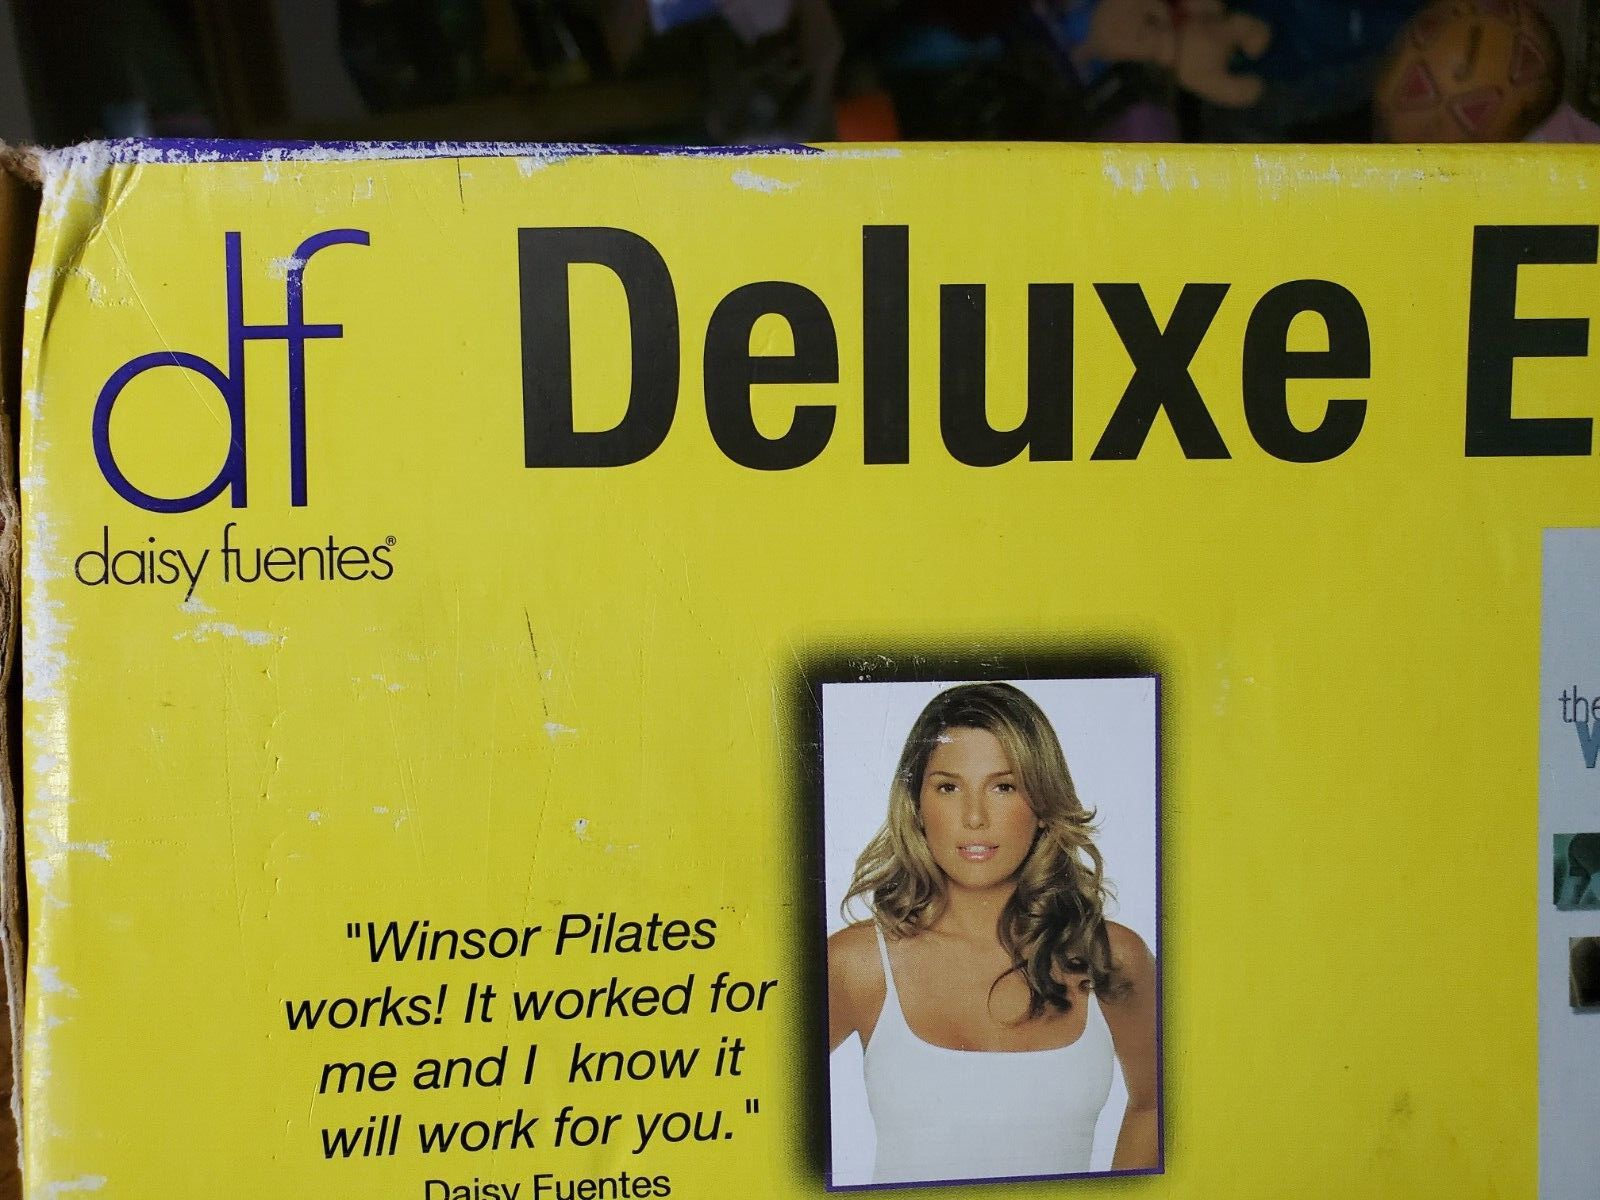 df
Deluxe E
daisy fuentes®
the
"Winsor Pilates
works! It worked for
me and I know it
will work for you."
Daisy Fuentes